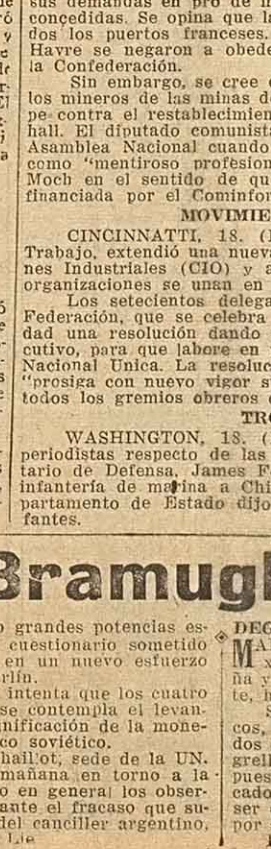 sus demandas en pro de
concedidas. Se opina que
dos los puertos franceses.
Havre se negaron a obede
la Confederación.
Sin embargo, se cree
los mineros de las minas d
pe contra el restablecimien
hall. El diputado comunist
Asamblea Nacional cuando
como "mentiroso profesion
Moch en el sentido de qu
financiada por el Cominfor
MOVIMIE
CINCINNATTI, 18. (
Trabajo, extendió una nueva
nes Industriales (CIO) y a
organizaciones se unan en
Los setecientos delega
Federación, que se celebra
dad una resolución dando
cutivo, para que labore en
Nacional Unica. La resoluc
"prosiga con nuevo vigor s
todos los gremios obreros
TR
WASHINGTON, 18. (
periodistas respecto de las
tario de Defensa, James F
infantería de marina a Chi
partamento de Estado dijo
fantes.
Bramugl
o grandes potencias es-
cuestionario sometido
en un nuevo esfuerzo
rlín.
intenta que los cuatro
se contempla el levan-
nificación de la mone-
co soviético.
haillot, sede de la UN.
mañana en torno a la
o en general los obser-
ante el fracaso que su-
del canciller argentino,
Lie
DEG
MA
x
ña y
te, i
S
cos,
dos
grell
pues
cado
ser
por